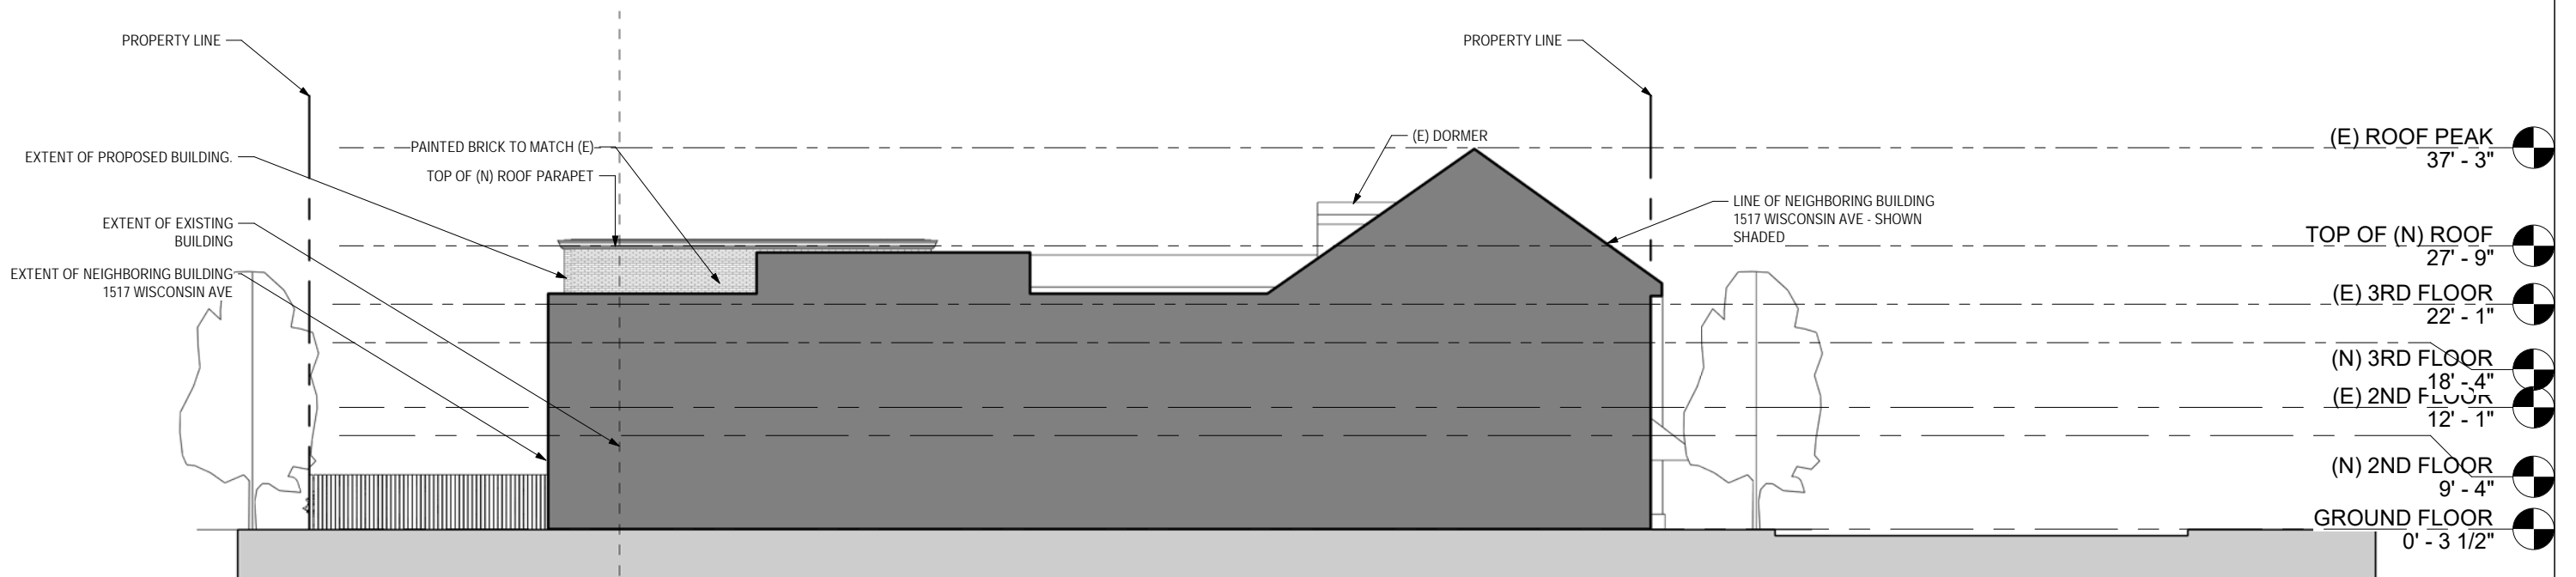 PROPERTY LINE
PROPERTY LINE
EXTENT OF PROPOSED BUILDING.
PAINTED BRICK TO MATCH (E)
TOP OF (N) ROOF PARAPET
(E) DORMER
EXTENT OF EXISTING
BUILDING
EXTENT OF NEIGHBORING BUILDING
1517 WISCONSIN AVE
LINE OF NEIGHBORING BUILDING
1517 WISCONSIN AVE - SHOWN
SHADED
(E) ROOF PEAK
37' - 3"
TOP OF (N) ROOF
27' - 9"
(E) 3RD FLOOR
22' - 1"
(N) 3RD FLOOR
18' - 4"
(E) 2ND FLOOR
12' - 1"
(N) 2ND FLOOR
9' - 4"
GROUND FLOOR
0' - 3 1/2"